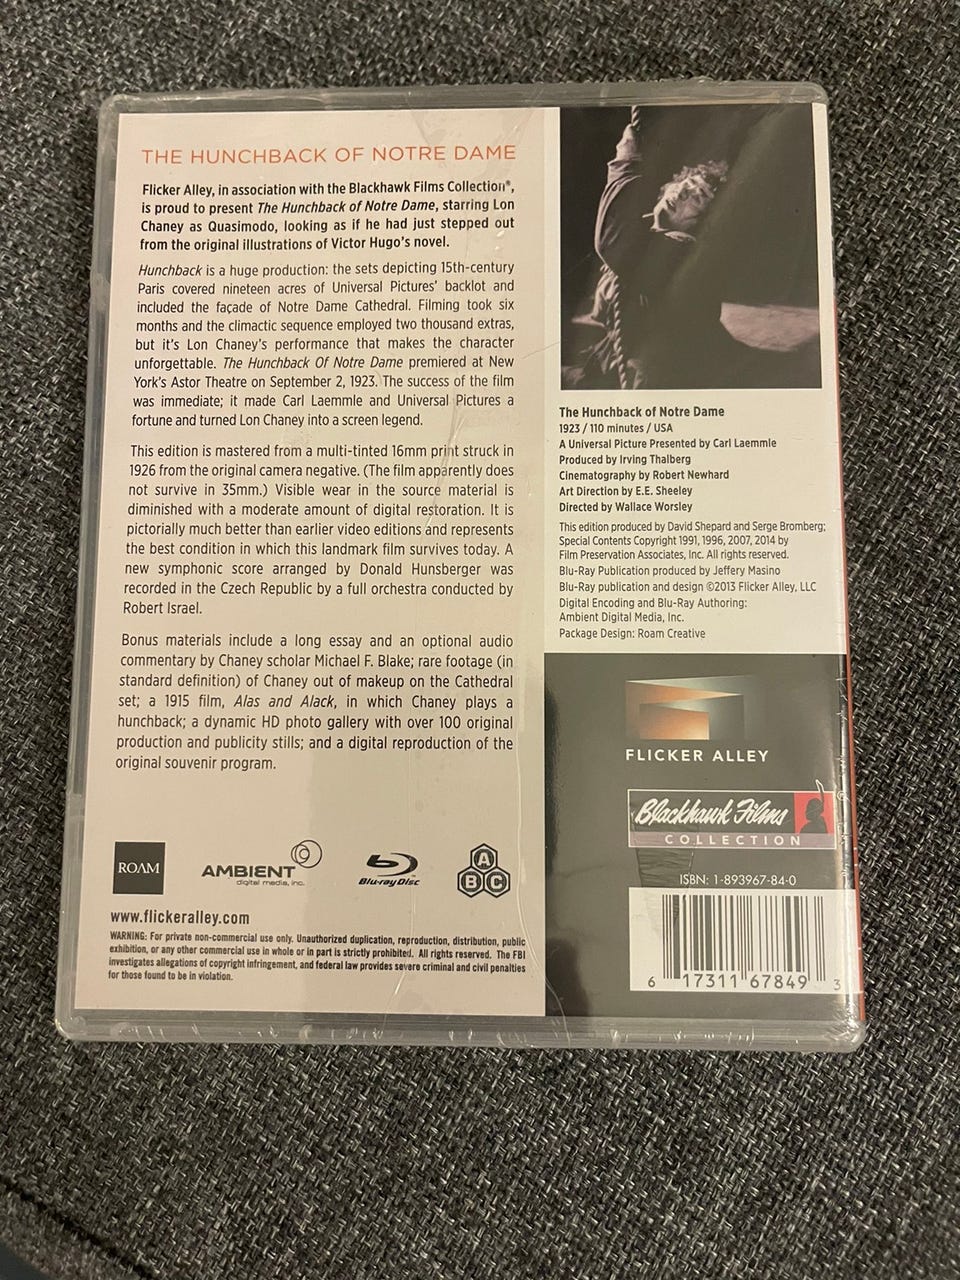 THE HUNCHBACK OF NOTRE DAME
Flicker Alley, in association with the Blackhawk Films Collection®,
is proud to present The Hunchback of Notre Dame, starring Lon
Chaney as Quasimodo, looking as if he had just stepped out
from the original illustrations of Victor Hugo's novel.
Hunchback is a huge production: the sets depicting 15th-century
Paris covered nineteen acres of Universal Pictures' backlot and
included the façade of Notre Dame Cathedral. Filming took six
months and the climactic sequence employed two thousand extras,
but it's Lon Chaney's performance that makes the character
unforgettable. The Hunchback Of Notre Dame premiered at New
York's Astor Theatre on September 2, 1923. The success of the film
was immediate; it made Carl Laemmle and Universal Pictures a
fortune and turned Lon Chaney into a screen legend.
This edition is mastered from a multi-tinted 16mm print struck in
1926 from the original camera negative. (The film apparently does
not survive in 35mm.) Visible wear in the source material is
diminished with a moderate amount of digital restoration. It is
pictorially much better than earlier video editions and represents
the best condition in which this landmark film survives today. A
new symphonic score arranged by Donald Hunsberger was
recorded in the Czech Republic by a full orchestra conducted by
Robert Israel.
Bonus materials include a long essay and an optional audio
commentary by Chaney scholar Michael F. Blake; rare footage (in
standard definition) of Chaney out of makeup on the Cathedral
set; a 1915 film, Alas and Alack, in which Chaney plays a
hunchback; a dynamic HD photo gallery with over 100 original
production and publicity stills; and a digital reproduction of the
original souvenir program.
ROAM
AMBIENT
digital media, inc.
Blu-ray Disc
A
B C
www.flickeralley.com
WARNING: For private non-commercial use only. Unauthorized duplication, reproduction, distribution, public
exhibition, or any other commercial use in whole or in part is strictly prohibited. All rights reserved. The FBI
investigates allegations of copyright infringement, and federal law provides severe criminal and civil penalties
for those found to be in violation.
The Hunchback of Notre Dame
1923 / 110 minutes / USA
A Universal Picture Presented by Carl Laemmle
Produced by Irving Thalberg
Cinematography by Robert Newhard
Art Direction by E.E. Sheeley
Directed by Wallace Worsley
This edition produced by David Shepard and Serge Bromberg;
Special Contents Copyright 1991, 1996, 2007, 2014 by
Film Preservation Associates, Inc. All rights reserved.
Blu-Ray Publication produced by Jeffery Masino
Blu-Ray publication and design ©2013 Flicker Alley, LLC
Digital Encoding and Blu-Ray Authoring:
Ambient Digital Media, Inc.
Package Design: Roam Creative
FLICKER ALLEY
Blackhawk Films
COLLECTION
ISBN: 1-893967-84-0
6 17311 67849 3